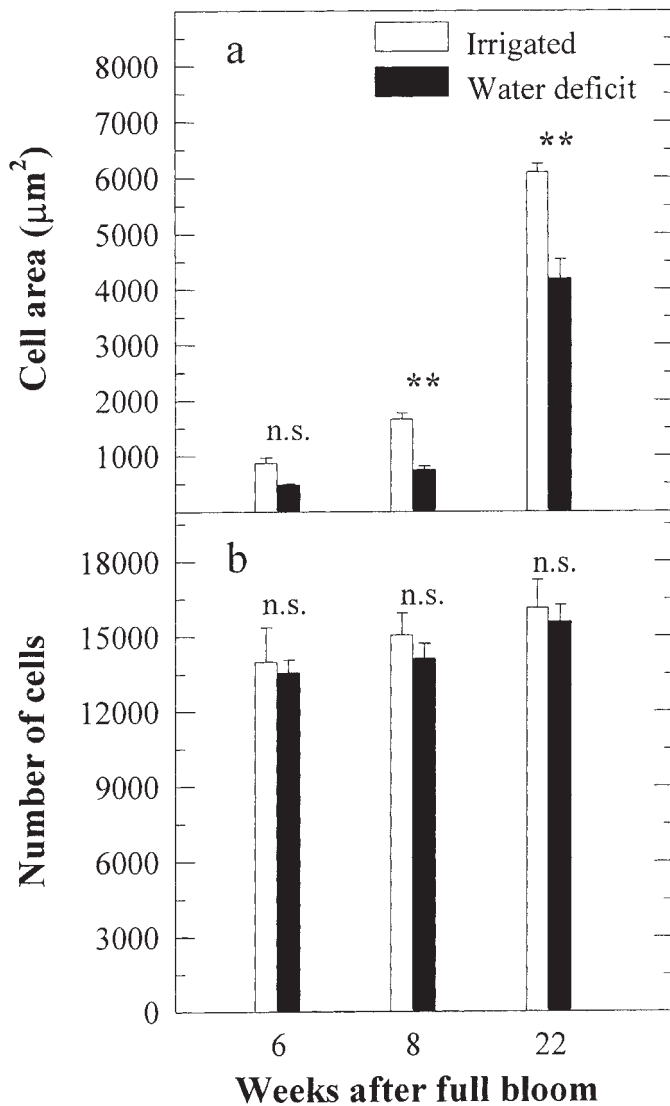 a
Irrigated
Water deficit
8000
7000
6000
5000
4000
3000
2000
1000
Cell area (μm²)
n.s.
**
**
b
18000
15000
12000
9000
6000
3000
0
Number of cells
n.s.
n.s.
n.s.
6 8 22
Weeks after full bloom